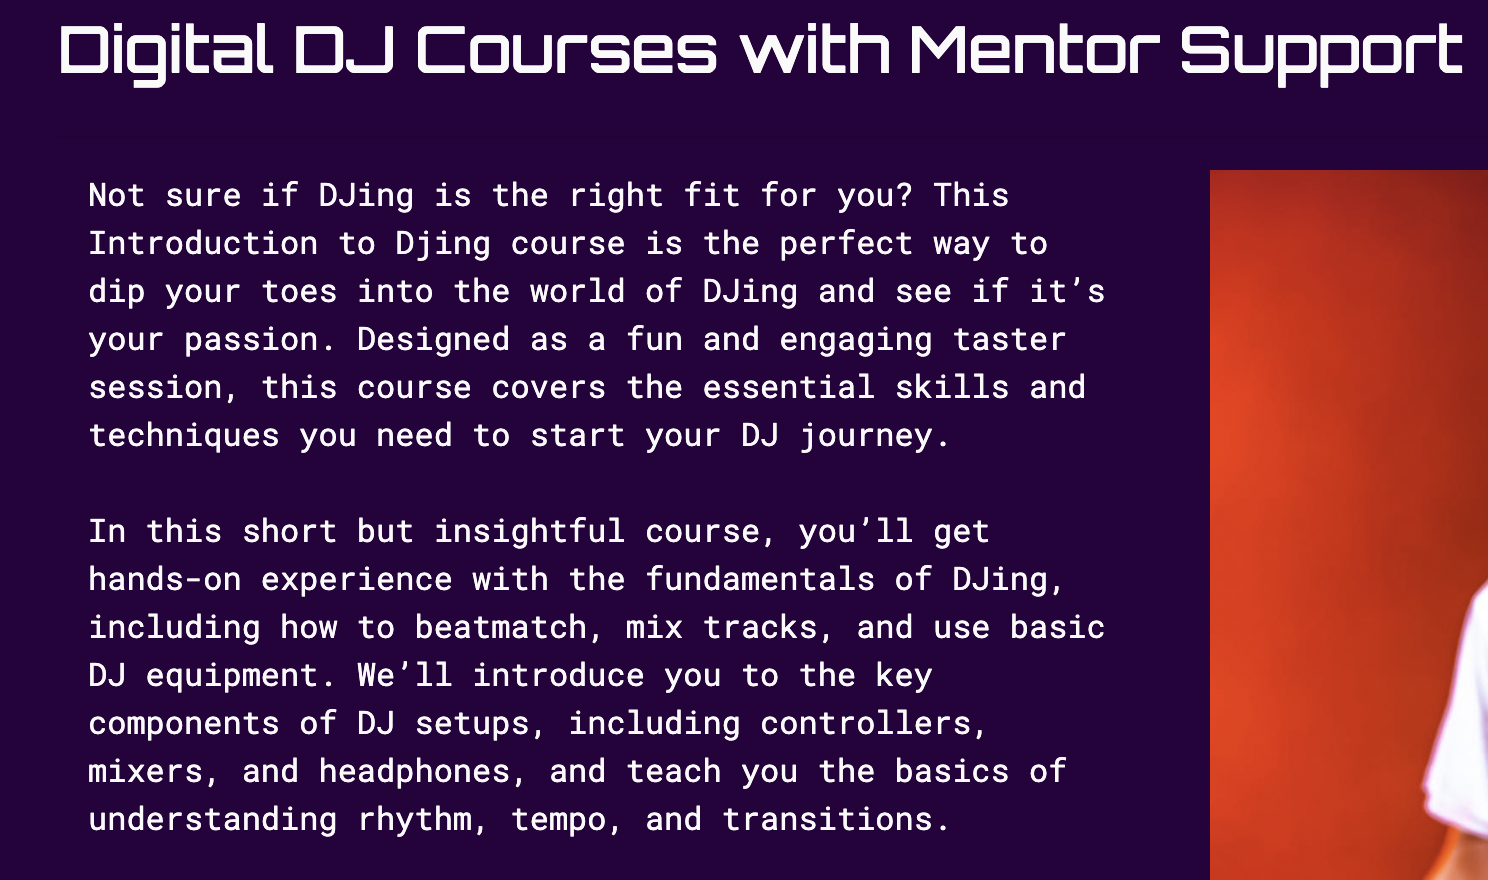 Digital DJ Courses with Mentor Support
Not sure if DJing is the right fit for you? This
Introduction to Djing course is the perfect way to
dip your toes into the world of DJing and see if it’s
your passion. Designed as a fun and engaging taster
session, this course covers the essential skills and
techniques you need to start your DJ journey.
In this short but insightful course, you’ll get
hands-on experience with the fundamentals of DJing,
including how to beatmatch, mix tracks, and use basic
DJ equipment. We’ll introduce you to the key
components of DJ setups, including controllers,
mixers, and headphones, and teach you the basics of
understanding rhythm, tempo, and transitions.